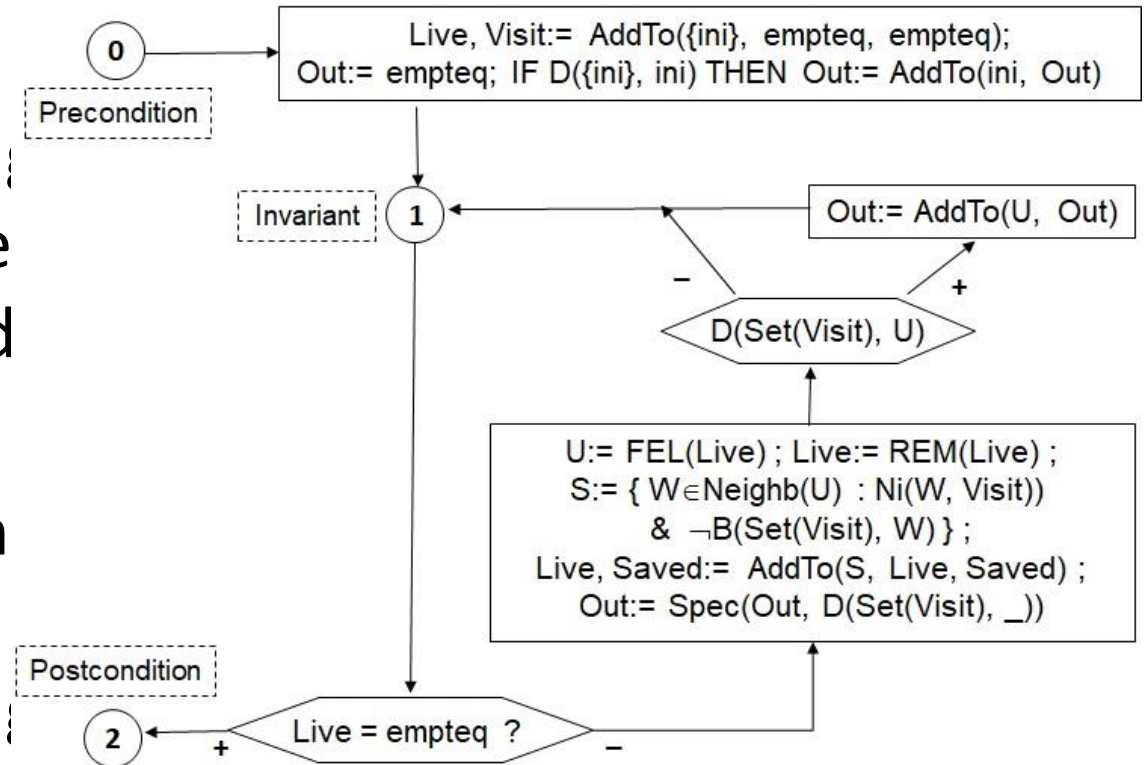 0
Precondition
Live, Visit:= AddTo({ini}, empteq, empteq);
Out:= empteq; IF D({ini}, ini) THEN Out:= AddTo(ini, Out)
Invariant
1
Out:= AddTo(U, Out)
–
+
D(Set(Visit), U)
U:= FEL(Live) ; Live:= REM(Live) ;
S:= { W∈Neighb(U) : Ni(W, Visit))
& ¬B(Set(Visit), W) } ;
Live, Saved:= AddTo(S, Live, Saved) ;
Out:= Spec(Out, D(Set(Visit), _))
Postcondition
2
+
Live = empteq ?
–